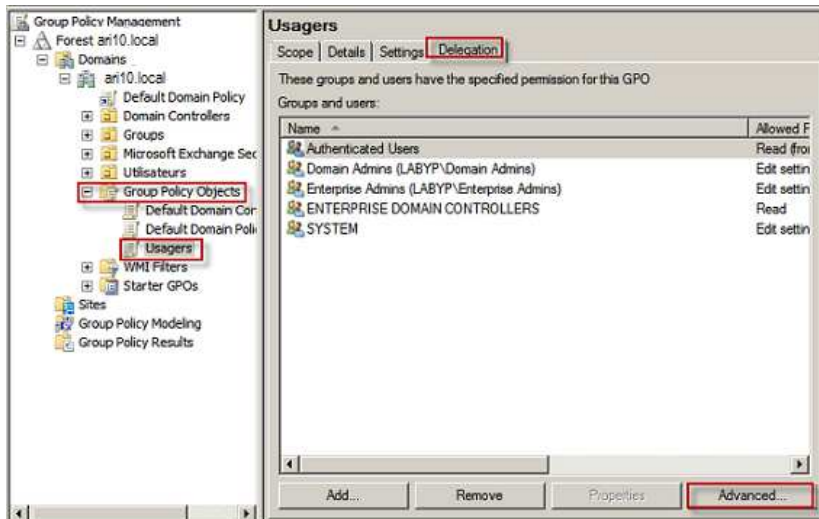 Group Policy Management
Forest ari10.local
Domains
ari10.local
Default Domain Policy
Domain Controllers
Groups
Microsoft Exchange Sec
Utilisateurs
Group Policy Objects
Default Domain Con
Default Domain Poli
Usagers
WMI Filters
Starter GPOs
Sites
Group Policy Modeling
Group Policy Results
Usagers
Scope Details Settings Delegation
These groups and users have the specified permission for this GPO
Groups and users:
Name Allowed P
Authenticated Users Read (from
Domain Admins (LABYP\Domain Admins) Edit settin
Enterprise Admins (LABYP\Enterprise Admins) Edit settin
ENTERPRISE DOMAIN CONTROLLERS Read
SYSTEM Edit settin
Add... Remove Properties Advanced...